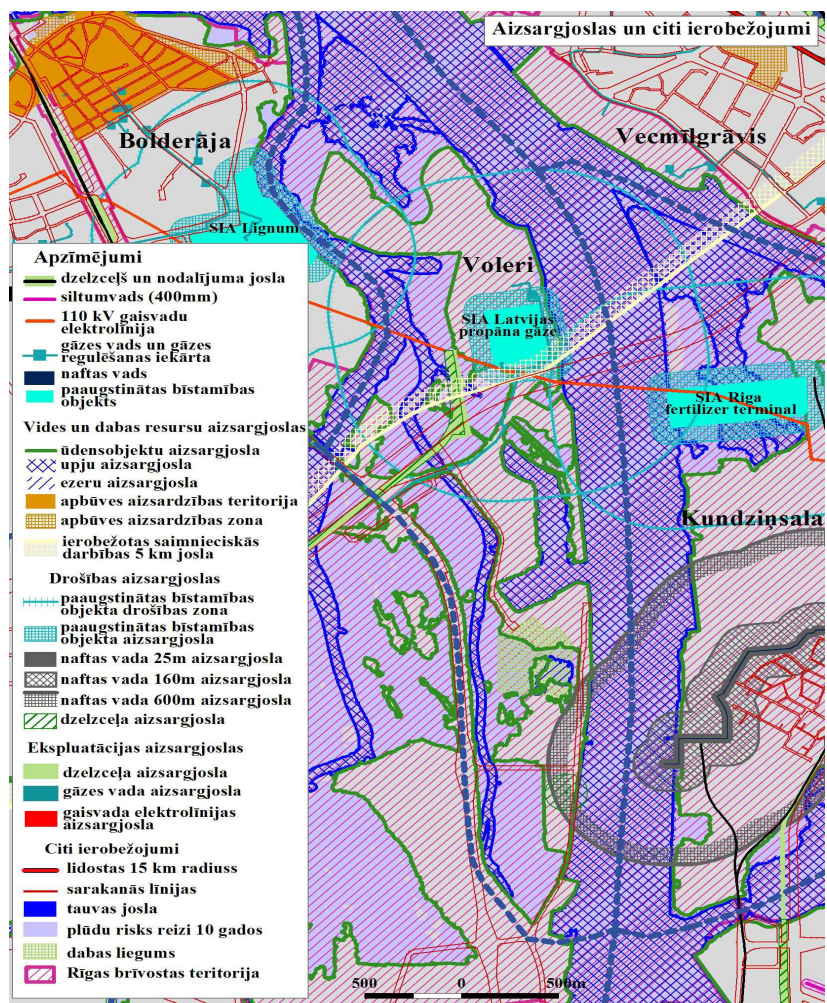 Aizsargjoslas un citi ierobežojumi
Bolderāja
Vecmīlgrāvis
SIA Lignum
Voleri
SIA Latvijas
propāna gāze
SIA Riga
fertilizer terminal
Kundziņsala
Apzīmējumi
dzelzceļš un nodalījuma josla
siltumvads (400mm)
110 kV gaisvadu
elektrolīnija
gāzes vads un gāzes
regulēšanas iekārta
naftas vads
paaugstinātas bīstamības
objekts
Vides un dabas resursu aizsargjoslas
ūdensobjektu aizsargjosla
upju aizsargjosla
ezeru aizsargjosla
apbūves aizsardzības teritorija
apbūves aizsardzības zona
ierobežotas saimnieciskās
darbības 5 km josla
Drošības aizsargjoslas
paaugstinātas bīstamības
objekta drošības zona
paaugstinātas bīstamības
objekta aizsargjosla
naftas vada 25m aizsargjosla
naftas vada 160m aizsargjosla
naftas vada 600m aizsargjosla
dzelzceļa aizsargjosla
Ekspluatācijas aizsargjoslas
dzelzceļa aizsargjosla
gāzes vada aizsargjosla
gaisvada elektrolīnijas
aizsargjosla
Citi ierobežojumi
lidostas 15 km radiuss
sarakanās līnijas
tauvas josla
plūdu risks reizi 10 gados
dabas liegums
Rīgas brīvostas teritorija
500 0 500m